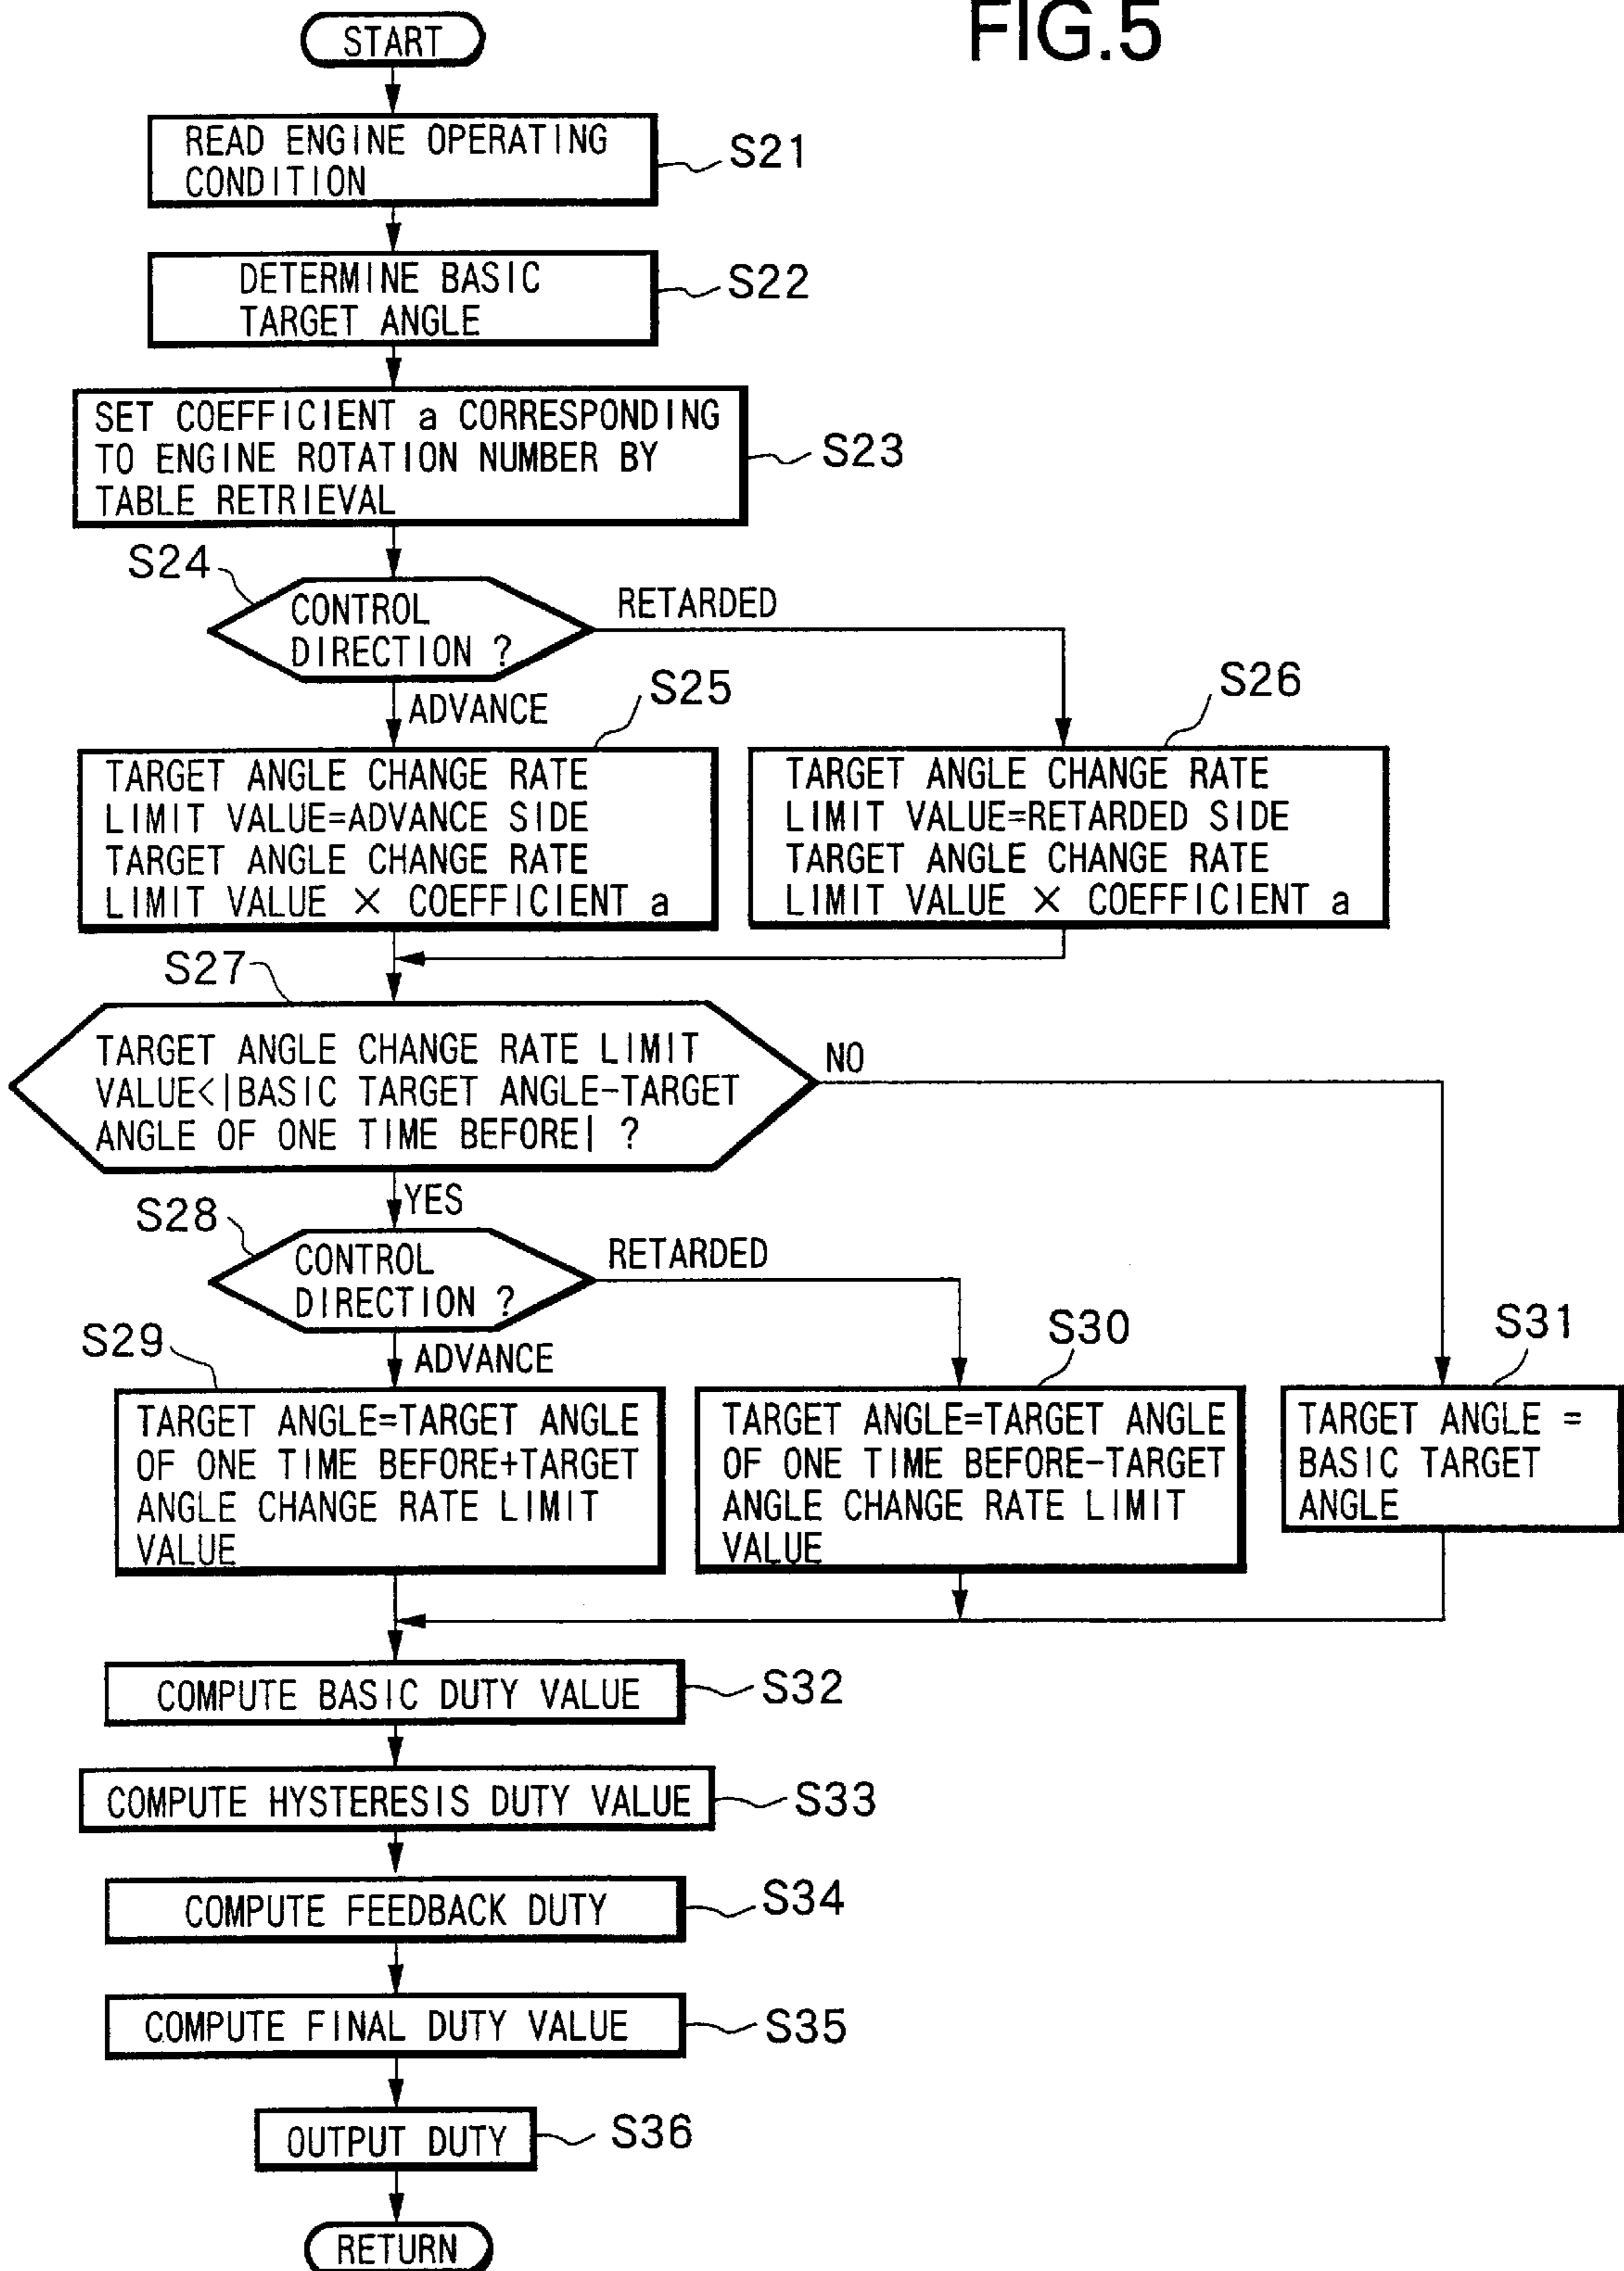 FIG.5
START
READ ENGINE OPERATING
CONDITION
S21
DETERMINE BASIC
TARGET ANGLE
S22
SET COEFFICIENT a CORRESPONDING
TO ENGINE ROTATION NUMBER BY
TABLE RETRIEVAL
S23
S24
CONTROL
DIRECTION ?
RETARDED
ADVANCE
S25
TARGET ANGLE CHANGE RATE
LIMIT VALUE=ADVANCE SIDE
TARGET ANGLE CHANGE RATE
LIMIT VALUE × COEFFICIENT a
S26
TARGET ANGLE CHANGE RATE
LIMIT VALUE=RETARDED SIDE
TARGET ANGLE CHANGE RATE
LIMIT VALUE × COEFFICIENT a
S27
TARGET ANGLE CHANGE RATE LIMIT
VALUE<|BASIC TARGET ANGLE-TARGET
ANGLE OF ONE TIME BEFORE| ?
NO
YES
S28
CONTROL
DIRECTION ?
RETARDED
ADVANCE
S29
TARGET ANGLE=TARGET ANGLE
OF ONE TIME BEFORE+TARGET
ANGLE CHANGE RATE LIMIT
VALUE
S30
TARGET ANGLE=TARGET ANGLE
OF ONE TIME BEFORE-TARGET
ANGLE CHANGE RATE LIMIT
VALUE
S31
TARGET ANGLE =
BASIC TARGET
ANGLE
COMPUTE BASIC DUTY VALUE
S32
COMPUTE HYSTERESIS DUTY VALUE
S33
COMPUTE FEEDBACK DUTY
S34
COMPUTE FINAL DUTY VALUE
S35
OUTPUT DUTY
S36
RETURN